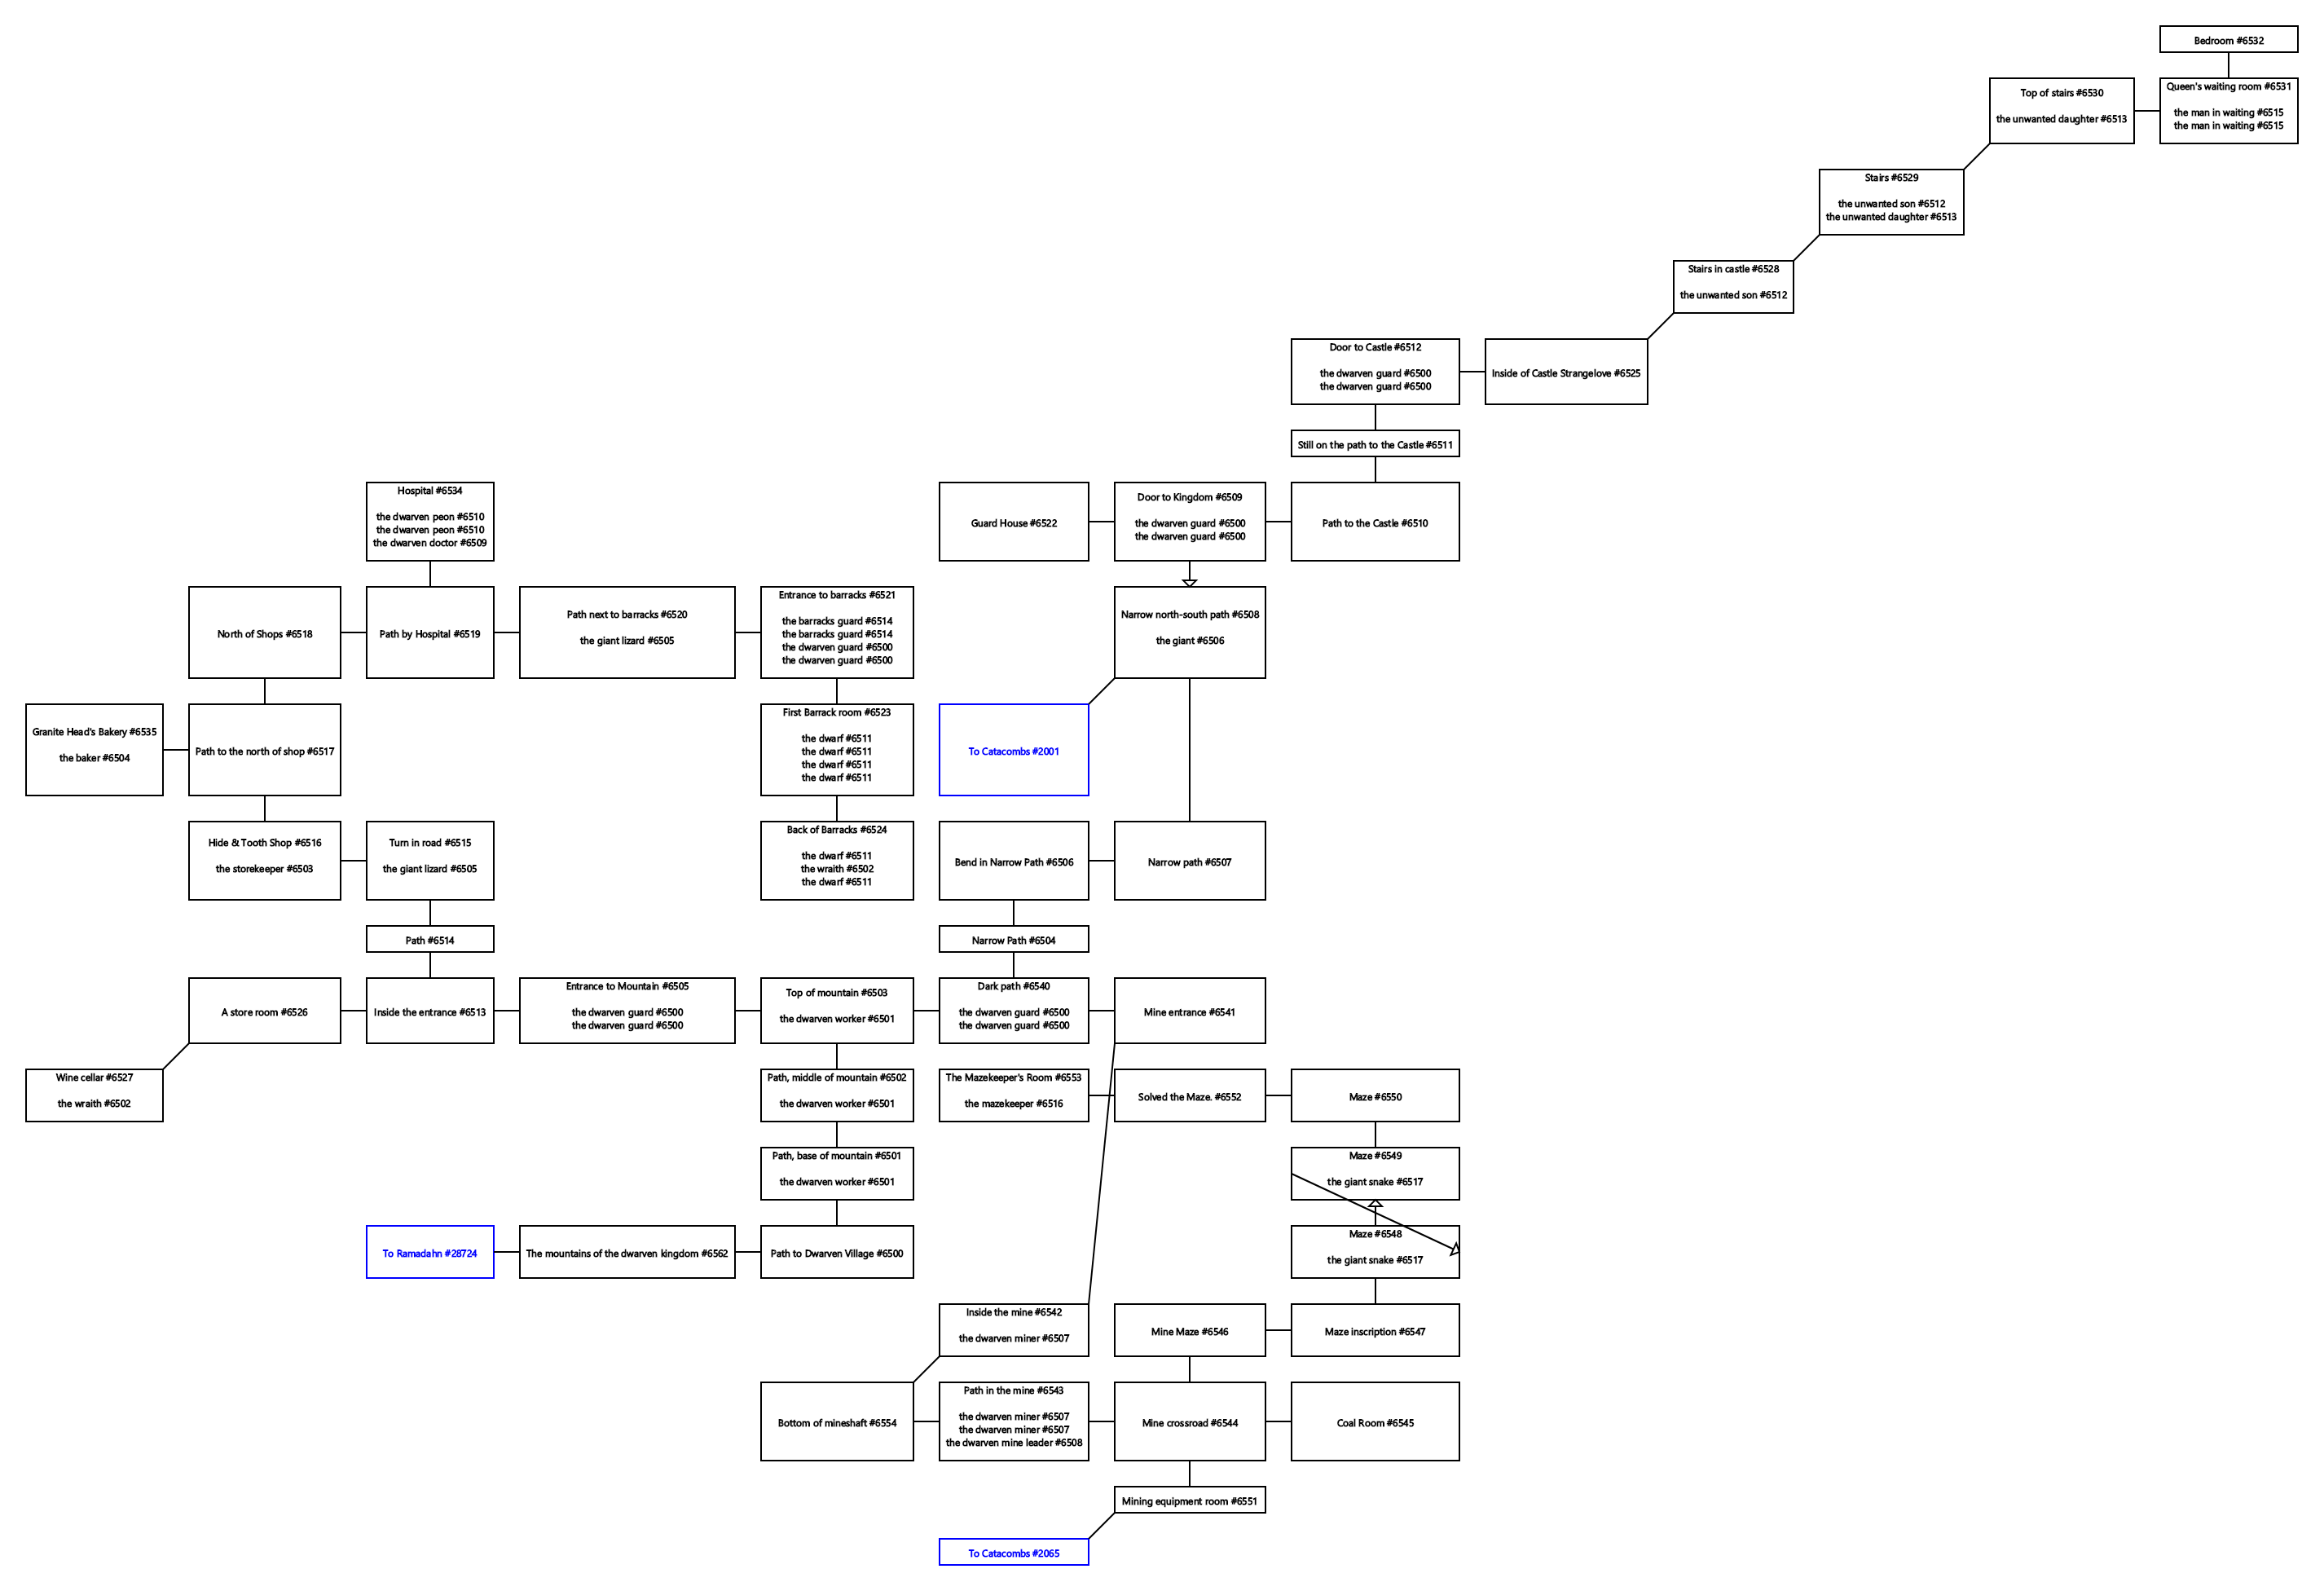 Bedroom #6532
Top of stairs #6530
the unwanted daughter #6513
Queen's waiting room #6531
the man in waiting #6515
the man in waiting #6515
Stairs #6529
the unwanted son #6512
the unwanted daughter #6513
Stairs in castle #6528
the unwanted son #6512
Door to Castle #6512
the dwarven guard #6500
the dwarven guard #6500
Inside of Castle Strangelove #6525
Still on the path to the Castle #6511
Hospital #6534
the dwarven peon #6510
the dwarven peon #6510
the dwarven doctor #6509
Guard House #6522
Door to Kingdom #6509
the dwarven guard #6500
the dwarven guard #6500
Path to the Castle #6510
North of Shops #6518
Path by Hospital #6519
Path next to barracks #6520
the giant lizard #6505
Entrance to barracks #6521
the barracks guard #6514
the barracks guard #6514
the dwarven guard #6500
the dwarven guard #6500
Narrow north-south path #6508
the giant #6506
Granite Head's Bakery #6535
the baker #6504
Path to the north of shop #6517
First Barrack room #6523
the dwarf #6511
the dwarf #6511
the dwarf #6511
the dwarf #6511
To Catacombs #2001
Hide & Tooth Shop #6516
the storekeeper #6503
Turn in road #6515
the giant lizard #6505
Back of Barracks #6524
the dwarf #6511
the wraith #6502
the dwarf #6511
Bend in Narrow Path #6506
Narrow path #6507
Path #6514
Narrow Path #6504
A store room #6526
Inside the entrance #6513
Entrance to Mountain #6505
the dwarven guard #6500
the dwarven guard #6500
Top of mountain #6503
the dwarven worker #6501
Dark path #6540
the dwarven guard #6500
the dwarven guard #6500
Mine entrance #6541
Wine cellar #6527
the wraith #6502
Path, middle of mountain #6502
the dwarven worker #6501
The Mazekeeper's Room #6553
the mazekeeper #6516
Solved the Maze. #6552
Maze #6550
Path, base of mountain #6501
the dwarven worker #6501
Maze #6549
the giant snake #6517
To Ramadahn #28724
The mountains of the dwarven kingdom #6562
Path to Dwarven Village #6500
Maze #6548
the giant snake #6517
Inside the mine #6542
the dwarven miner #6507
Mine Maze #6546
Maze inscription #6547
Bottom of mineshaft #6554
Path in the mine #6543
the dwarven miner #6507
the dwarven miner #6507
the dwarven mine leader #6508
Mine crossroad #6544
Coal Room #6545
Mining equipment room #6551
To Catacombs #2065